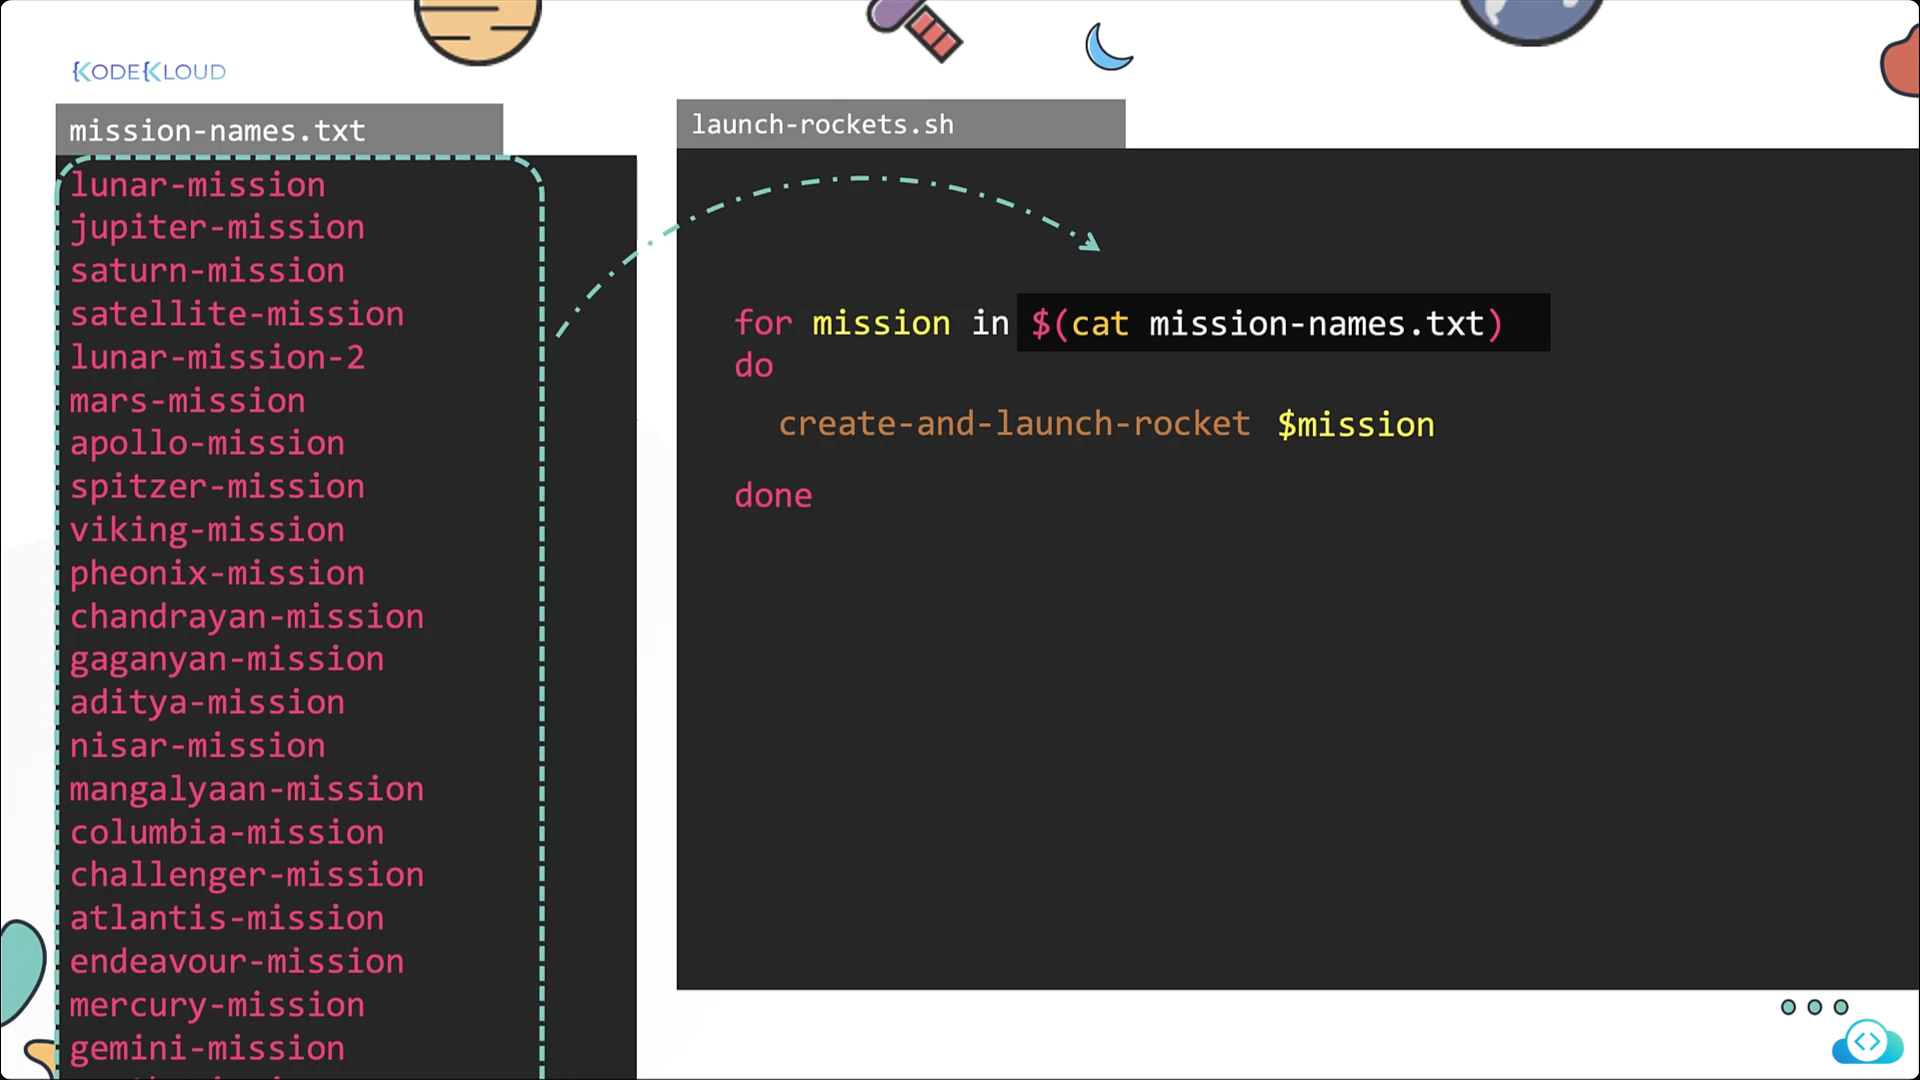 KODEKLOUD
mission-names.txt
lunar-mission
jupiter-mission
saturn-mission
satellite-mission
lunar-mission-2
mars-mission
apollo-mission
spitzer-mission
viking-mission
pheonix-mission
chandrayan-mission
gaganyan-mission
aditya-mission
nisar-mission
mangalyaan-mission
columbia-mission
challenger-mission
atlantis-mission
endeavour-mission
mercury-mission
gemini-mission
launch-rockets.sh
for mission in $(cat mission-names.txt)
do
create-and-launch-rocket $mission
done